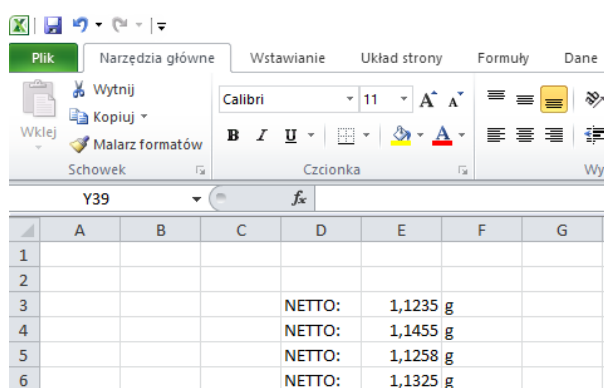 Plik Narzędzia główne Wstawianie Układ strony Formuły Dane
Wklej
Wytnij
Kopiuj
Malarz formatów
Schowek
Calibri 11 A A
B I U A
Czcionka
Wy
Y39 fx
A B C D E F G
1
2
3 NETTO: 1,1235 g
4 NETTO: 1,1455 g
5 NETTO: 1,1258 g
6 NETTO: 1,1325 g